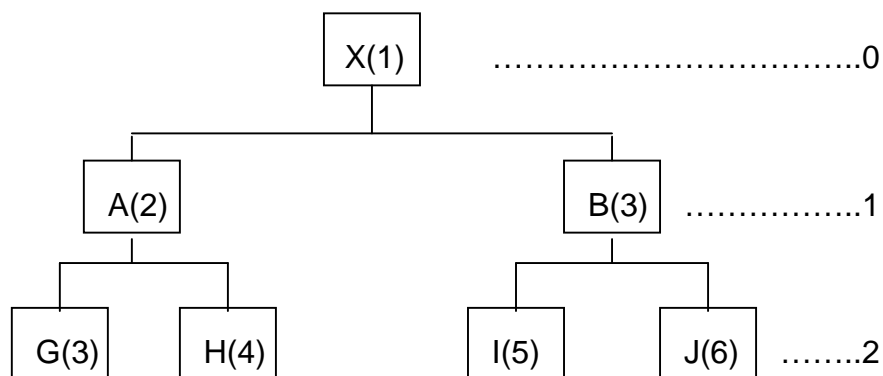 X(1) ………………………………..0
A(2) B(3) ……………..1
G(3) H(4) I(5) J(6) ……..2